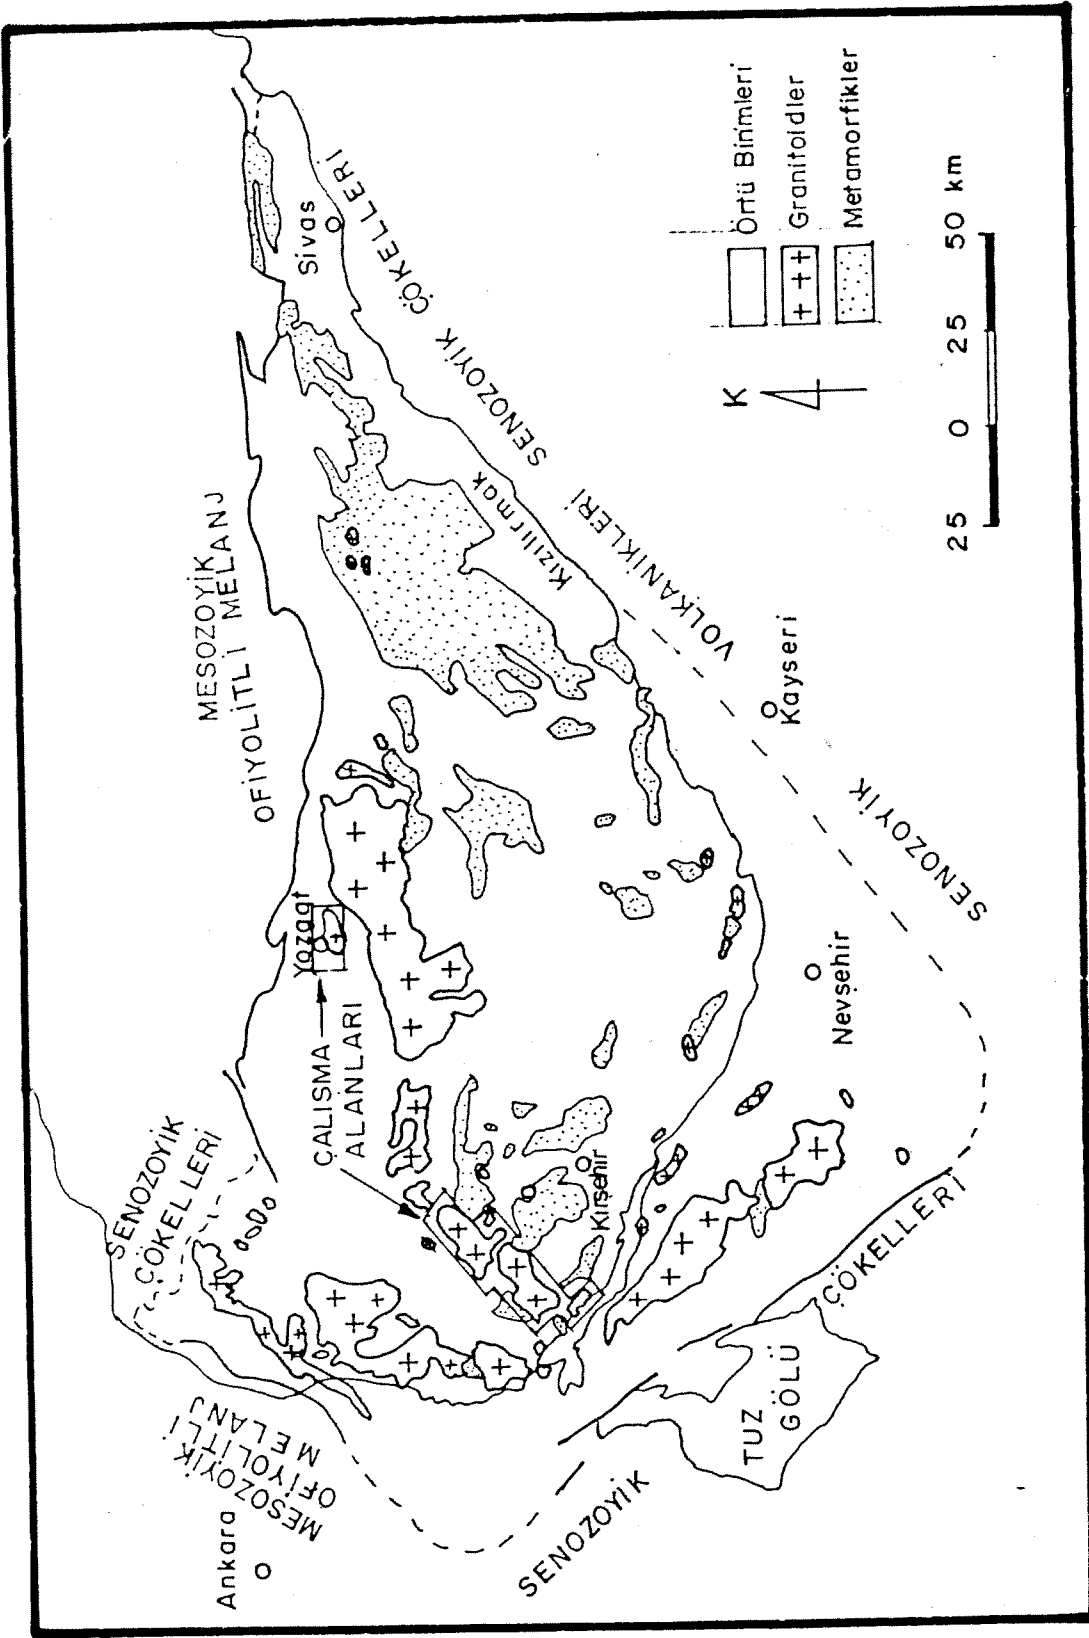 Ankara
MESOZOYİK
OFİYOLİTLİ
MELANJ
SENOZOYİK
ÇÖKELLERİ
ÇALISMA
ALANLARI
Yozgat
MESOZOYİK
OFİYOLİTLİ MELANJ
Sivas
SENOZOYİK ÇÖKELLERİ
Kızılırmak
Kırşehir
SENOZOYİK VOLKANİKLERİ
Kayseri
Nevşehir
TUZ
GÖLÜ
SENOZOYİK ÇÖKELLERİ
K
Örtü Birimleri
Granitoidler
Metamorfikler
25 0 25 50 km